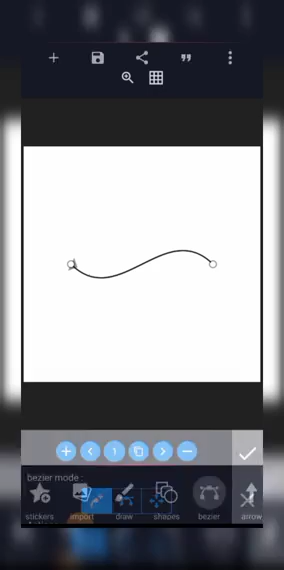 1
bezier mode :
stickers import draw shapes bezier arrow